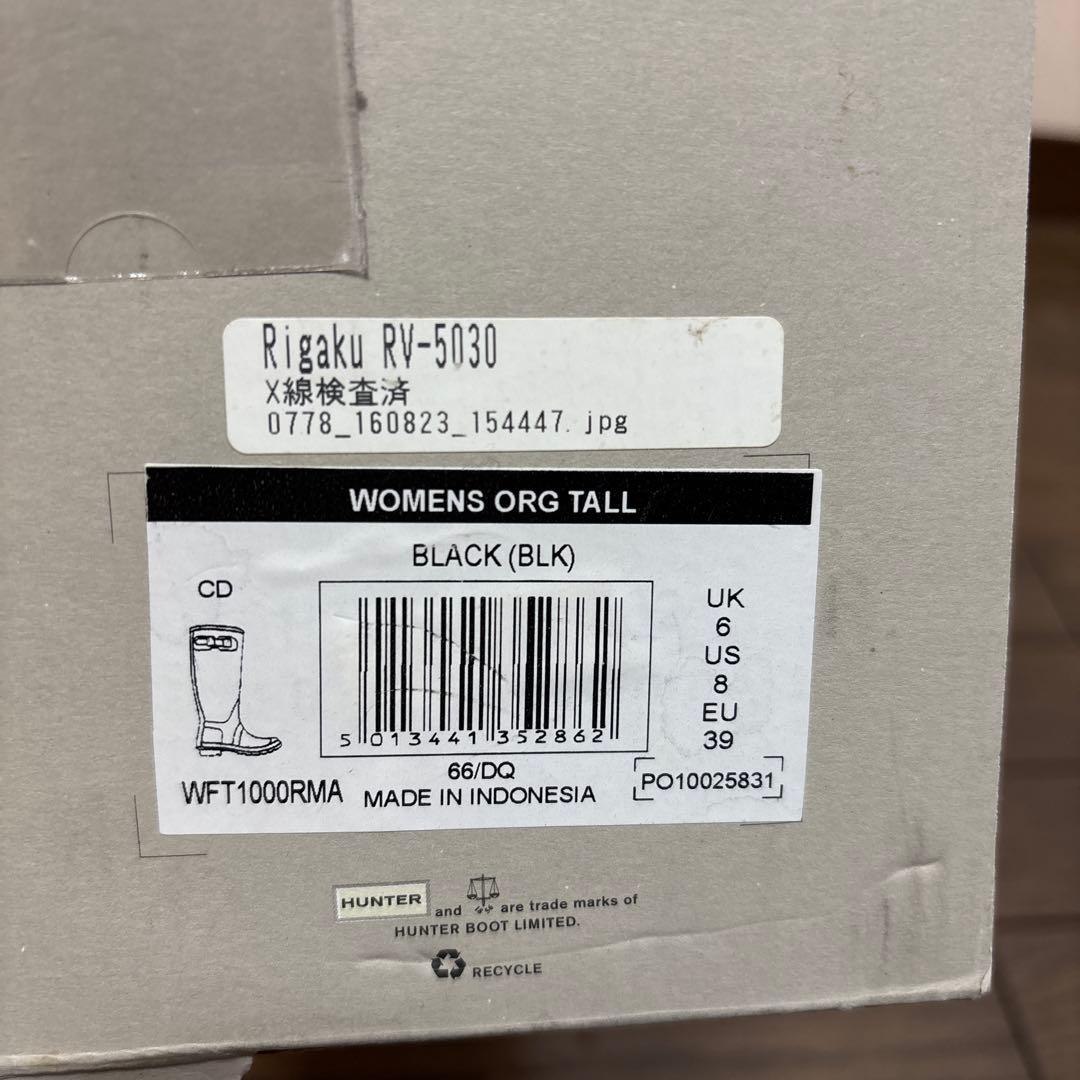 Rigaku RV-5030
X線検査済
0778_160823_154447.jpg
WOMENS ORG TALL
BLACK (BLK)
CD
5 013441 352862
UK
6
US
8
EU
39
66/DQ
WFT1000RMA
MADE IN INDONESIA
PO10025831
HUNTER and are trade marks of
HUNTER BOOT LIMITED.
RECYCLE